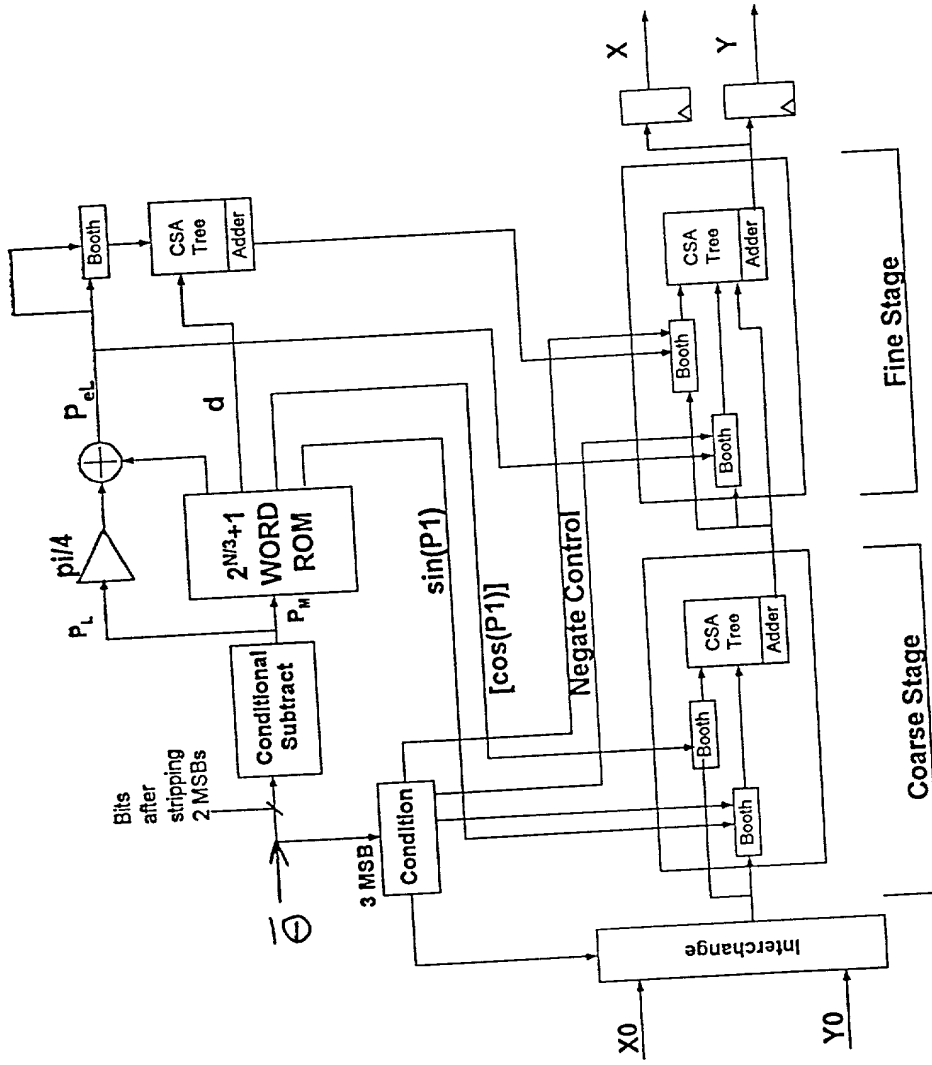 X
Y
Booth
CSA
Tree
Adder
P_eL
d
pi/4
P_L
2^{N/3}+1
WORD
ROM
P_M
Conditional
Subtract
Bits
after
stripping
2 MSBs
Θ̅
3 MSB
Condition
sin(P1)
[cos(P1)]
Negate Control
CSA
Tree
Adder
Booth
Booth
Fine Stage
CSA
Tree
Adder
Booth
Booth
Coarse Stage
Interchange
X0
Y0